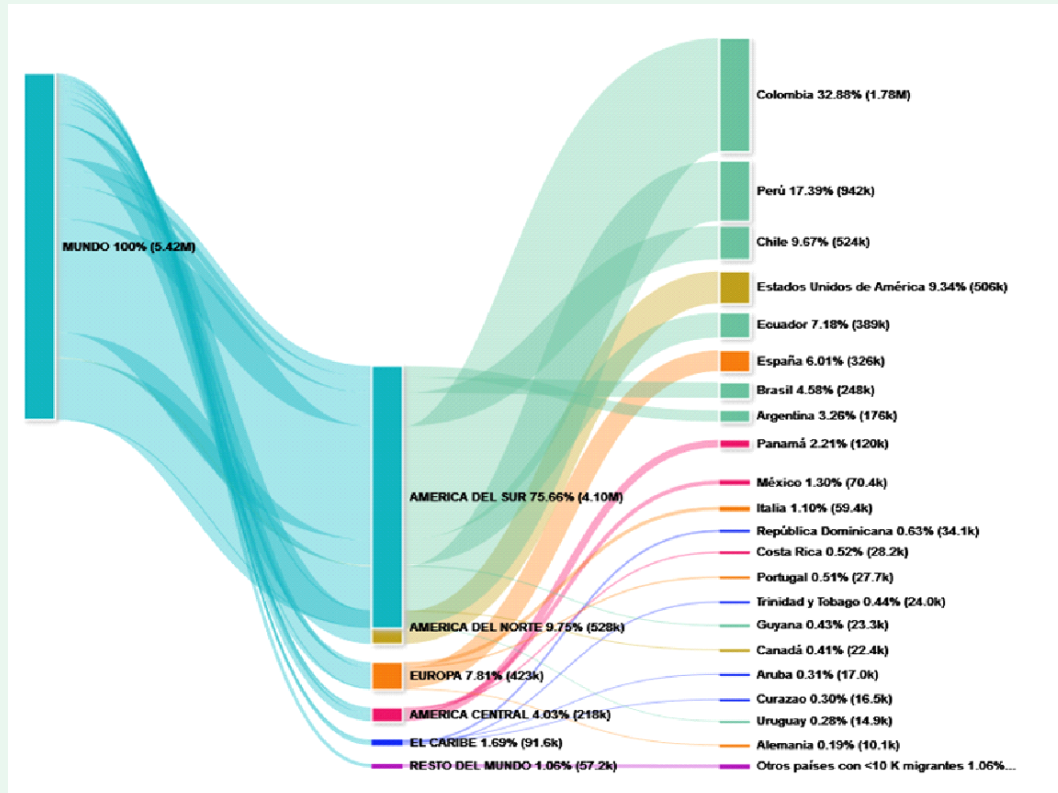 MUNDO 100% (5.42M)
AMERICA DEL SUR 75.66% (4.10M)
AMERICA DEL NORTE 9.75% (528k)
EUROPA 7.81% (423k)
AMERICA CENTRAL 4.03% (218k)
EL CARIBE 1.69% (91.6k)
RESTO DEL MUNDO 1.06% (57.2k)
Colombia 32.88% (1.78M)
Perú 17.39% (942k)
Chile 9.67% (524k)
Estados Unidos de América 9.34% (506k)
Ecuador 7.18% (389k)
España 6.01% (326k)
Brasil 4.58% (248k)
Argentina 3.26% (176k)
Panamá 2.21% (120k)
México 1.30% (70.4k)
Italia 1.10% (59.4k)
República Dominicana 0.63% (34.1k)
Costa Rica 0.52% (28.2k)
Portugal 0.51% (27.7k)
Trinidad y Tobago 0.44% (24.0k)
Guyana 0.43% (23.3k)
Canadá 0.41% (22.4k)
Aruba 0.31% (17.0k)
Curazao 0.30% (16.5k)
Uruguay 0.28% (14.9k)
Alemania 0.19% (10.1k)
Otros países con <10 K migrantes 1.06%...